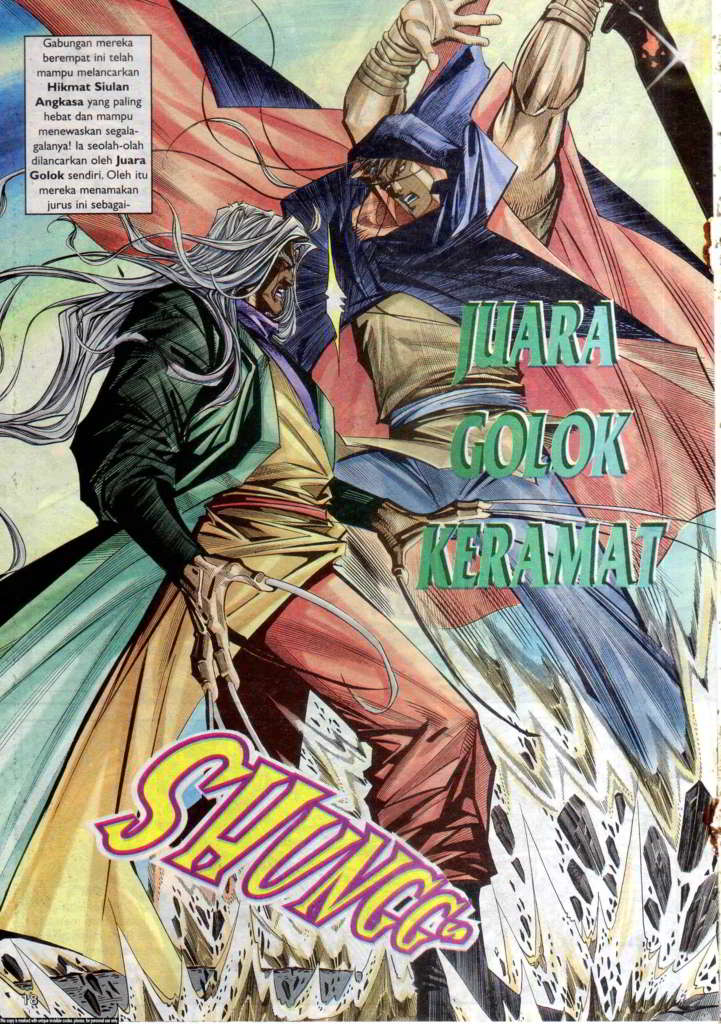 Gabungan mereka
berempat ini telah
mampu melancarkan
Hikmat Siulan
Angkasa yang paling
hebat dan mampu
menewaskan segala-
galanya! Ia seolah-olah
dilancarkan oleh Juara
Golok sendiri. Oleh itu
mereka menamakan
jurus ini sebagai-
JUARA
GOLOK
KERAMAT
SHUNGGS
18